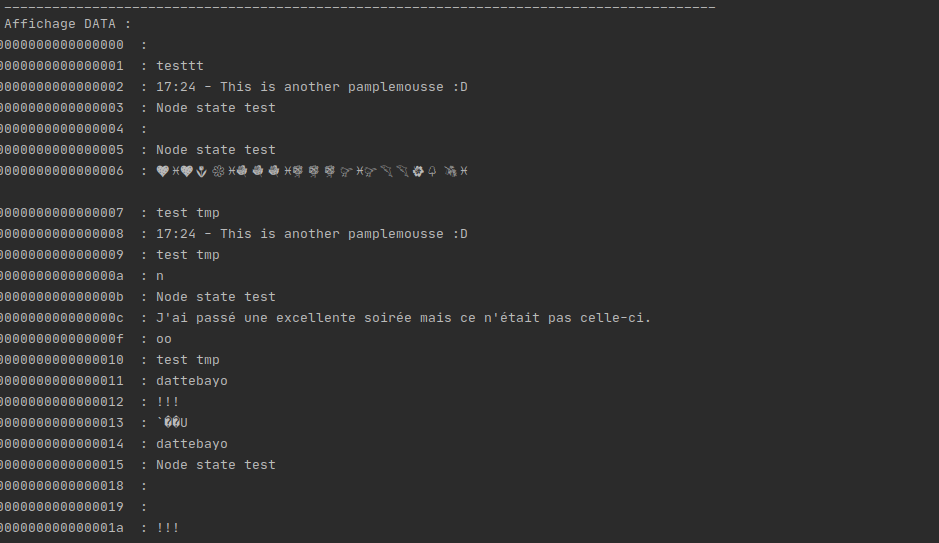 Affichage DATA :
0000000000000000 :
0000000000000001 : testtt
0000000000000002 : 17:24 - This is another pamplemousse :D
0000000000000003 : Node state test
0000000000000004 :
0000000000000005 : Node state test
0000000000000006 :
0000000000000007 : test tmp
0000000000000008 : 17:24 - This is another pamplemousse :D
0000000000000009 : test tmp
000000000000000a : n
000000000000000b : Node state test
000000000000000c : J'ai passé une excellente soirée mais ce n'était pas celle-ci.
000000000000000f : oo
0000000000000010 : test tmp
0000000000000011 : dattebayo
0000000000000012 : !!!
0000000000000013 : `��U
0000000000000014 : dattebayo
0000000000000015 : Node state test
0000000000000018 :
0000000000000019 :
000000000000001a : !!!